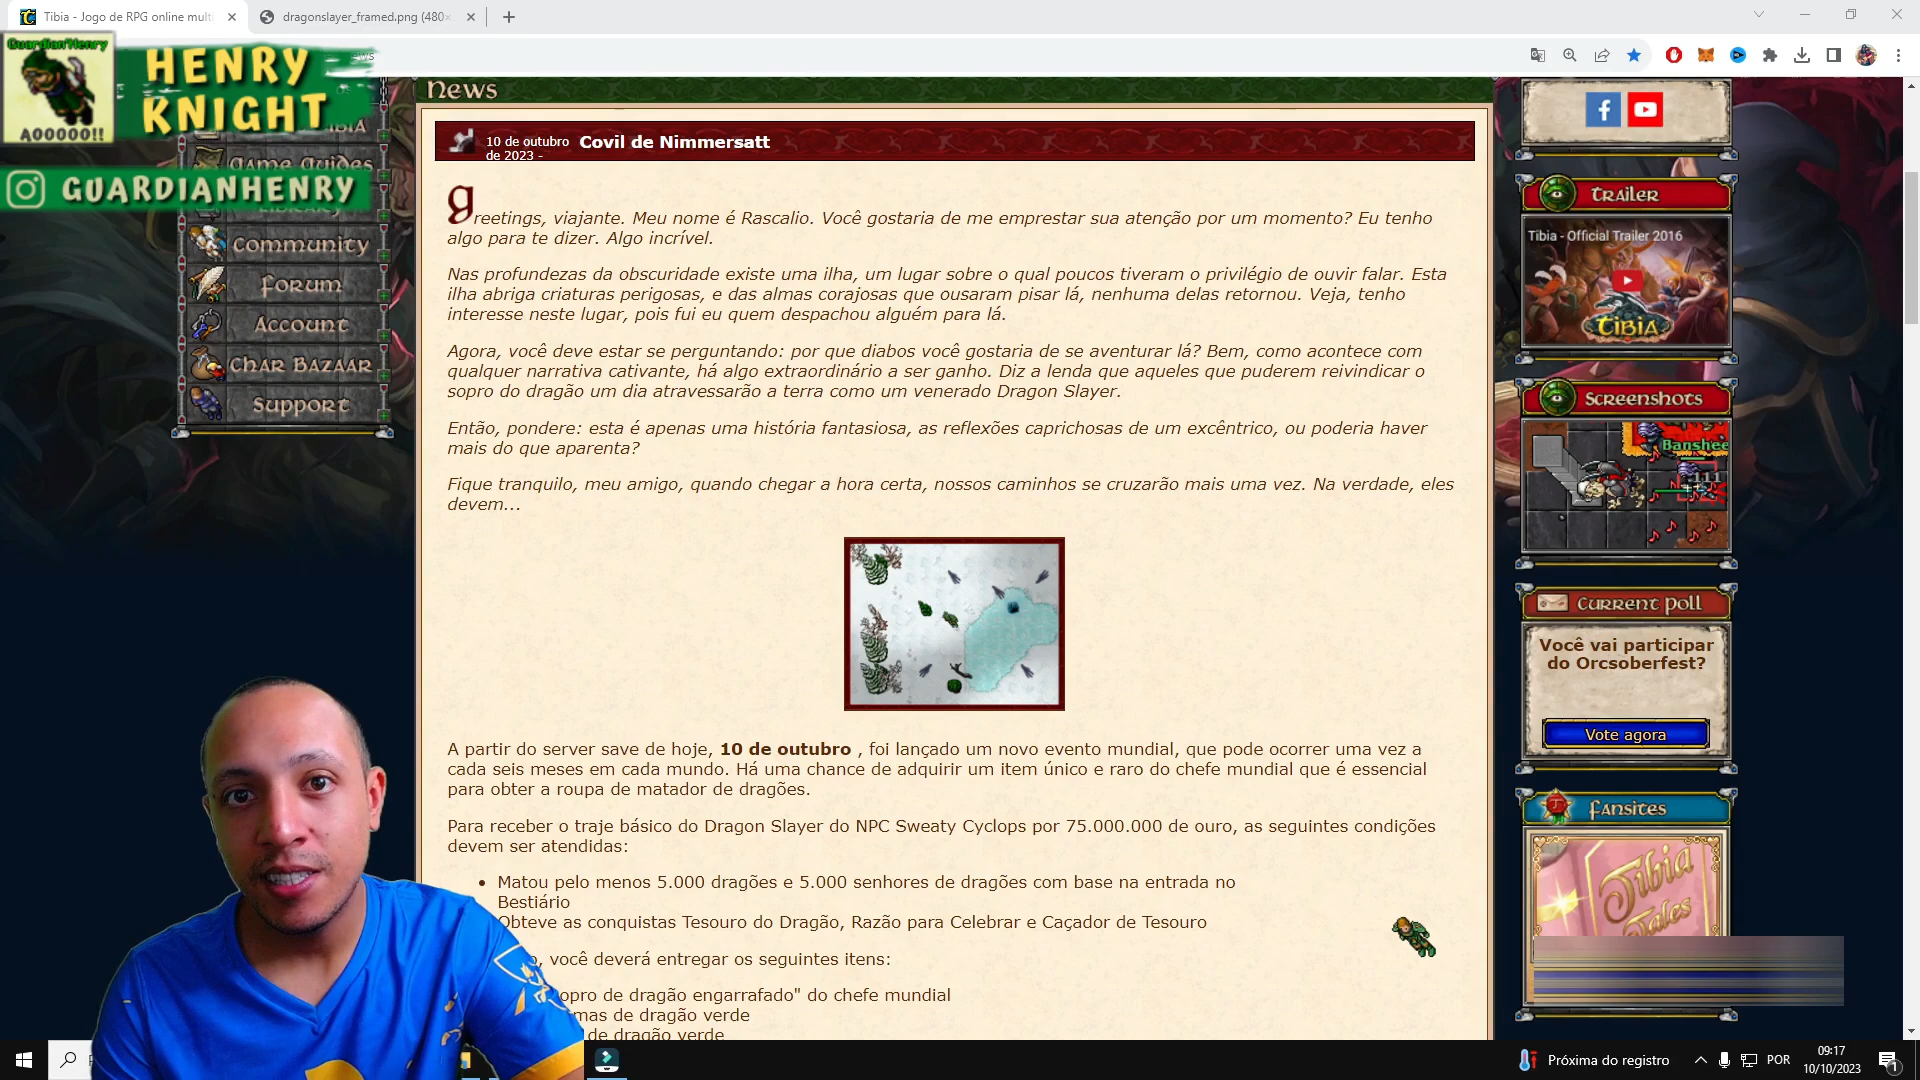 Tibia - Jogo de RPG online mult
dragonslayer_framed.png (480×
Guardian'Henry
AOOOOO!!
HENRY
KNIGHT
GUARDIANHENRY
Game Guides
Community
Forum
Account
Char Bazaar
Support
News
10 de outubro de 2023 - Covil de Nimmersatt
greetings, viajante. Meu nome é Rascalio. Você gostaria de me emprestar sua atenção por um momento? Eu tenho
algo para te dizer. Algo incrível.
Nas profundezas da obscuridade existe uma ilha, um lugar sobre o qual poucos tiveram o privilégio de ouvir falar. Esta
ilha abriga criaturas perigosas, e das almas corajosas que ousaram pisar lá, nenhuma delas retornou. Veja, tenho
interesse neste lugar, pois fui eu quem despachou alguém para lá.
Agora, você deve estar se perguntando: por que diabos você gostaria de se aventurar lá? Bem, como acontece com
qualquer narrativa cativante, há algo extraordinário a ser ganho. Diz a lenda que aqueles que puderem reivindicar o
sopro do dragão um dia atravessarão a terra como um venerado Dragon Slayer.
Então, pondere: esta é apenas uma história fantasiosa, as reflexões caprichosas de um excêntrico, ou poderia haver
mais do que aparenta?
Fique tranquilo, meu amigo, quando chegar a hora certa, nossos caminhos se cruzarão mais uma vez. Na verdade, eles
devem...
A partir do server save de hoje, 10 de outubro , foi lançado um novo evento mundial, que pode ocorrer uma vez a
cada seis meses em cada mundo. Há uma chance de adquirir um item único e raro do chefe mundial que é essencial
para obter a roupa de matador de dragões.
Para receber o traje básico do Dragon Slayer do NPC Sweaty Cyclops por 75.000.000 de ouro, as seguintes condições
devem ser atendidas:
• Matou pelo menos 5.000 dragões e 5.000 senhores de dragões com base na entrada no
Bestiário
Obteve as conquistas Tesouro do Dragão, Razão para Celebrar e Caçador de Tesouro
, você deverá entregar os seguintes itens:
opro de dragão engarrafado" do chefe mundial
mas de dragão verde
de dragão verde
Trailer
Tibia - Official Trailer 2016
TIBIA
Screenshots
Banshee
111
Current Poll
Você vai participar
do Orcsoberfest?
Vote agora
Fansites
Tibia
Tales
Próxima do registro
POR
09:17
10/10/2023
1